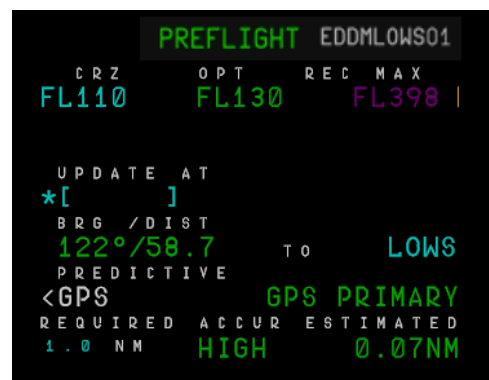 PREFLIGHT EDDMLOWS01
CRZ OPT REC MAX
FL110 FL130 FL398
UPDATE AT
*[ ]
BRG /DIST
122°/58.7 TO LOWS
PREDICTIVE
<GPS GPS PRIMARY
REQUIRED ACCUR ESTIMATED
1.0 NM HIGH 0.07NM